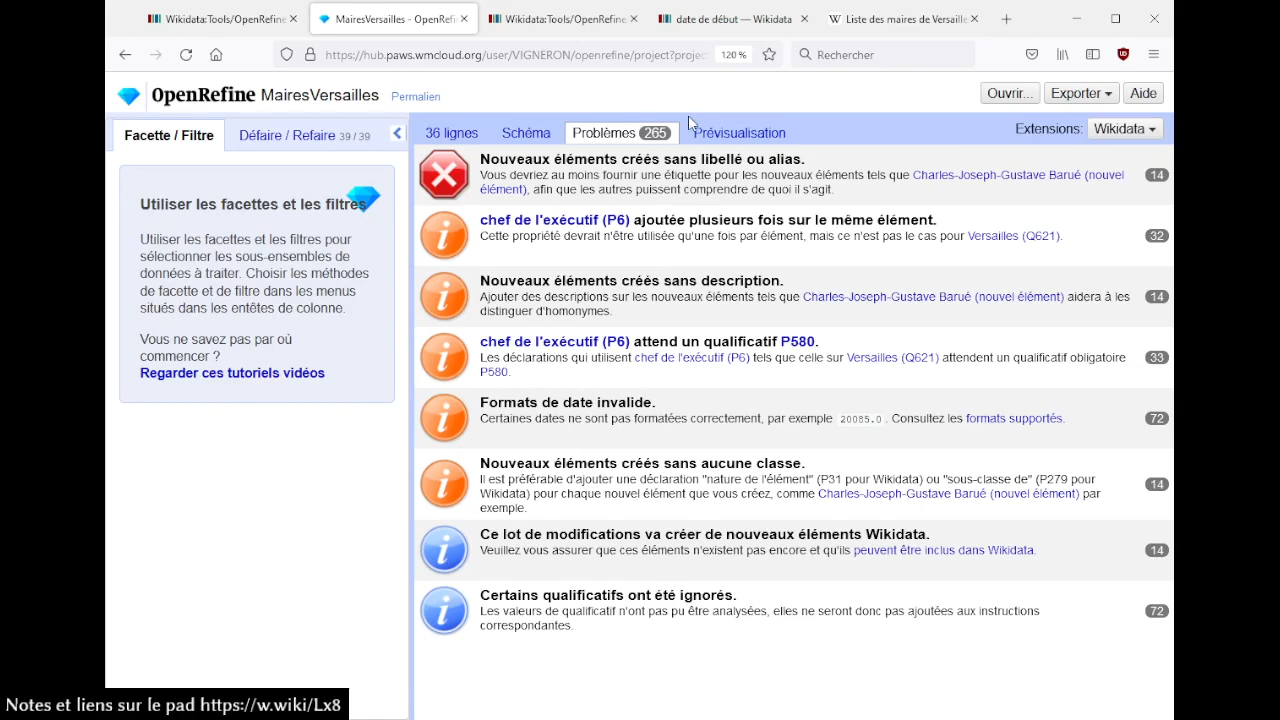 Wikidata:Tools/OpenRefine
MairesVersailles - OpenRefi
Wikidata:Tools/OpenRefine
date de début — Wikidata
Liste des maires de Versaille
https://hub.paws.wmcloud.org/user/VIGNERON/openrefine/project?projec
120 %
Rechercher
OpenRefine MairesVersailles Permalien
Ouvrir... Exporter Aide
Facette / Filtre
Défaire / Refaire 39 / 39
36 lignes Schéma Problèmes 265 Prévisualisation
Extensions: Wikidata
Utiliser les facettes et les filtres
Utiliser les facettes et les filtres pour
sélectionner les sous-ensembles de
données à traiter. Choisir les méthodes
de facette et de filtre dans les menus
situés dans les entêtes de colonne.
Vous ne savez pas par où
commencer ?
Regarder ces tutoriels vidéos
Nouveaux éléments créés sans libellé ou alias.
Vous devriez au moins fournir une étiquette pour les nouveaux éléments tels que Charles-Joseph-Gustave Barué (nouvel
élément), afin que les autres puissent comprendre de quoi il s'agit.
14
chef de l'exécutif (P6) ajoutée plusieurs fois sur le même élément.
Cette propriété devrait n'être utilisée qu'une fois par élément, mais ce n'est pas le cas pour Versailles (Q621).
32
Nouveaux éléments créés sans description.
Ajouter des descriptions sur les nouveaux éléments tels que Charles-Joseph-Gustave Barué (nouvel élément) aidera à les
distinguer d'homonymes.
14
chef de l'exécutif (P6) attend un qualificatif P580.
Les déclarations qui utilisent chef de l'exécutif (P6) tels que celle sur Versailles (Q621) attendent un qualificatif obligatoire
P580.
33
Formats de date invalide.
Certaines dates ne sont pas formatées correctement, par exemple 20085.0 . Consultez les formats supportés.
72
Nouveaux éléments créés sans aucune classe.
Il est préférable d'ajouter une déclaration "nature de l'élément" (P31 pour Wikidata) ou "sous-classe de" (P279 pour
Wikidata) pour chaque nouvel élément que vous créez, comme Charles-Joseph-Gustave Barué (nouvel élément) par
exemple.
14
Ce lot de modifications va créer de nouveaux éléments Wikidata.
Veuillez vous assurer que ces éléments n'existent pas encore et qu'ils peuvent être inclus dans Wikidata.
14
Certains qualificatifs ont été ignorés.
Les valeurs de qualificatif n'ont pas pu être analysées, elles ne seront donc pas ajoutées aux instructions
correspondantes.
72
Notes et liens sur le pad https://w.wiki/Lx8